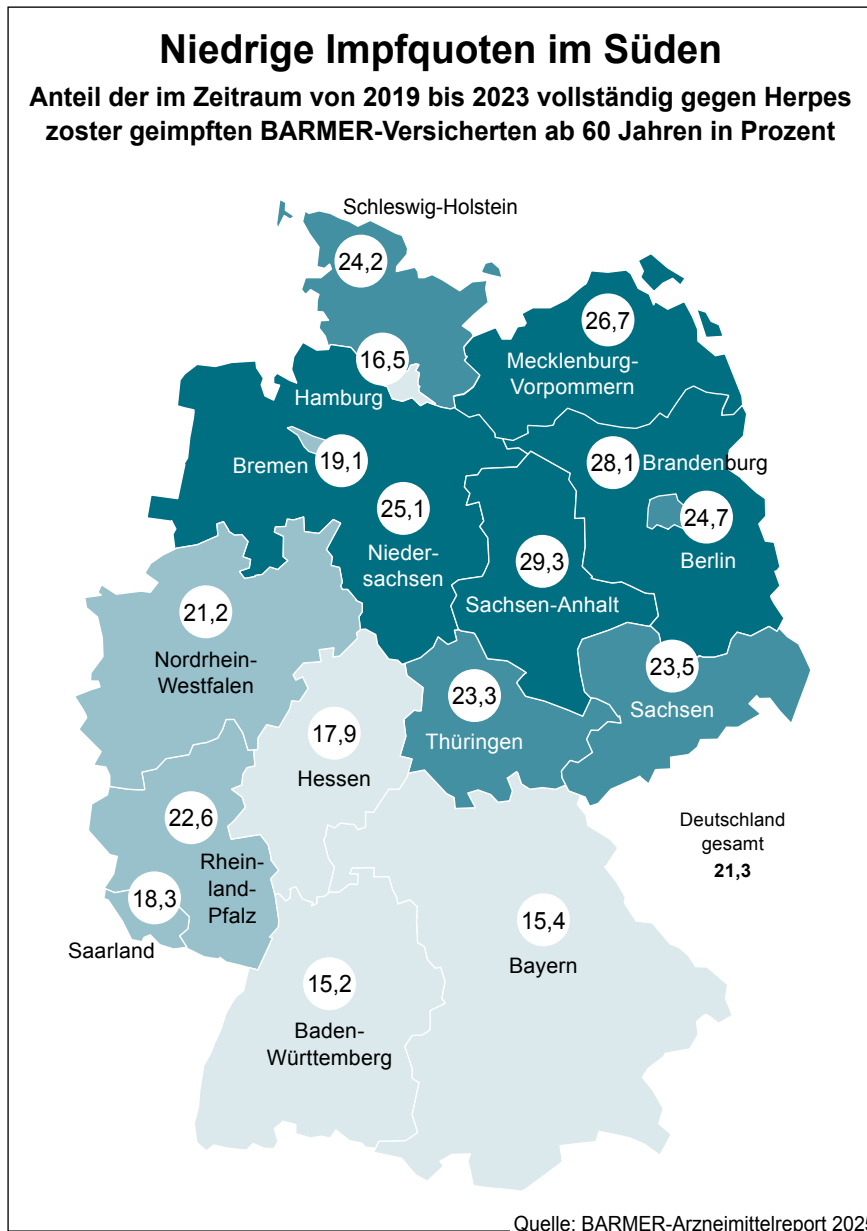 Niedrige Impfquoten im Süden
Anteil der im Zeitraum von 2019 bis 2023 vollständig gegen Herpes
zoster geimpften BARMER-Versicherten ab 60 Jahren in Prozent
Schleswig-Holstein
24,2
26,7
Mecklenburg-
Vorpommern
16,5
Hamburg
Bremen
19,1
28,1
Brandenburg
25,1
Nieder-
sachsen
24,7
Berlin
29,3
Sachsen-Anhalt
21,2
Nordrhein-
Westfalen
23,5
Sachsen
23,3
Thüringen
17,9
Hessen
22,6
Rhein-
land-
Pfalz
18,3
Saarland
Deutschland
gesamt
21,3
15,4
Bayern
15,2
Baden-
Württemberg
Quelle: BARMER-Arzneimittelreport 2025